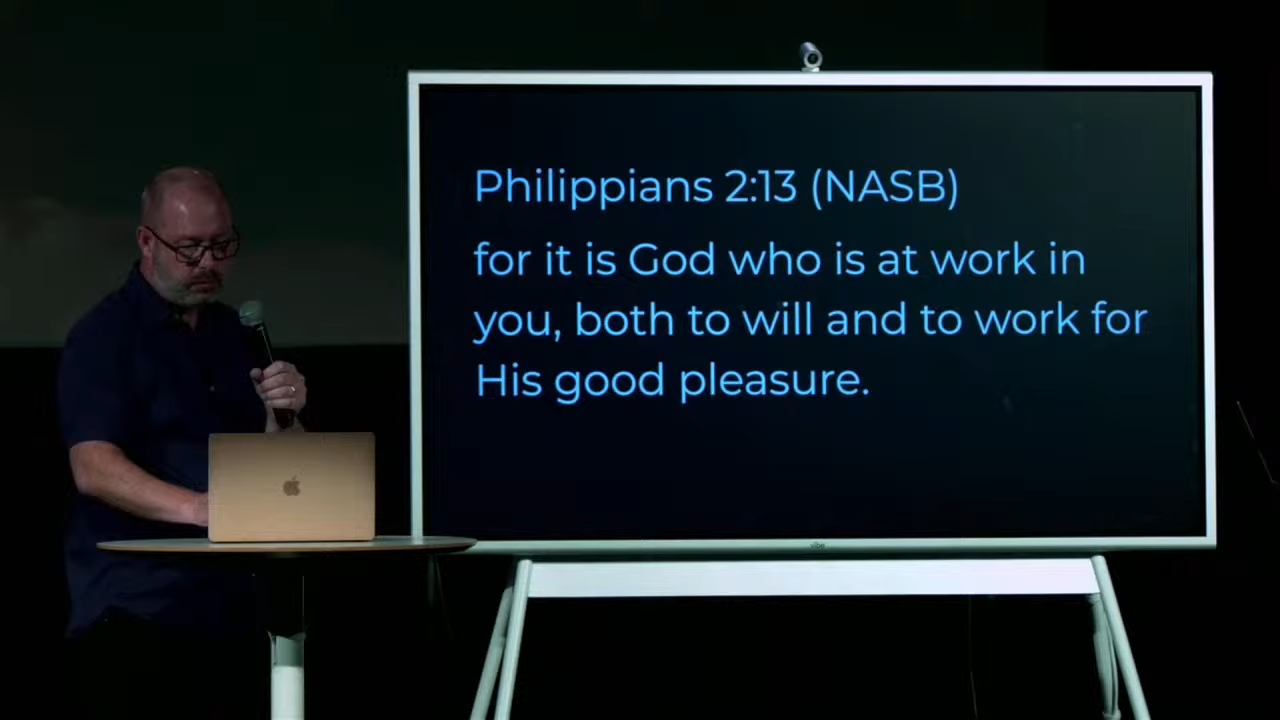 Philippians 2:13 (NASB)
for it is God who is at work in
you, both to will and to work for
His good pleasure.
vibe